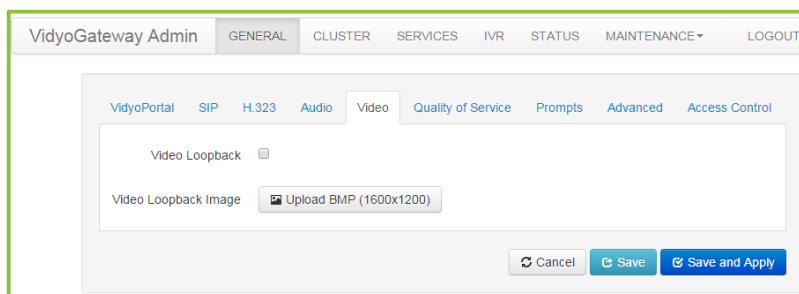 VidyoGateway Admin GENERAL CLUSTER SERVICES IVR STATUS MAINTENANCE LOGOUT
VidyoPortal SIP H.323 Audio Video Quality of Service Prompts Advanced Access Control
Video Loopback
Video Loopback Image Upload BMP (1600x1200)
Cancel Save Save and Apply